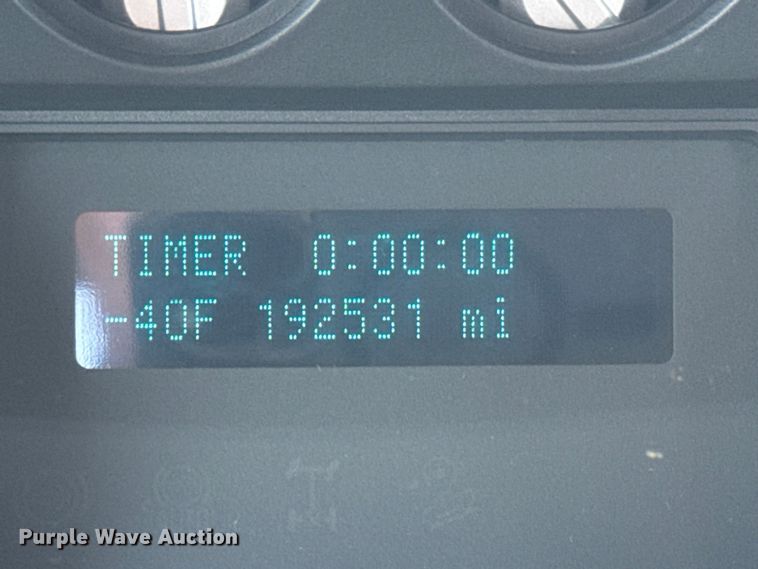 TIMER 0:00:00
-40F 192531 mi
Purple Wave Auction